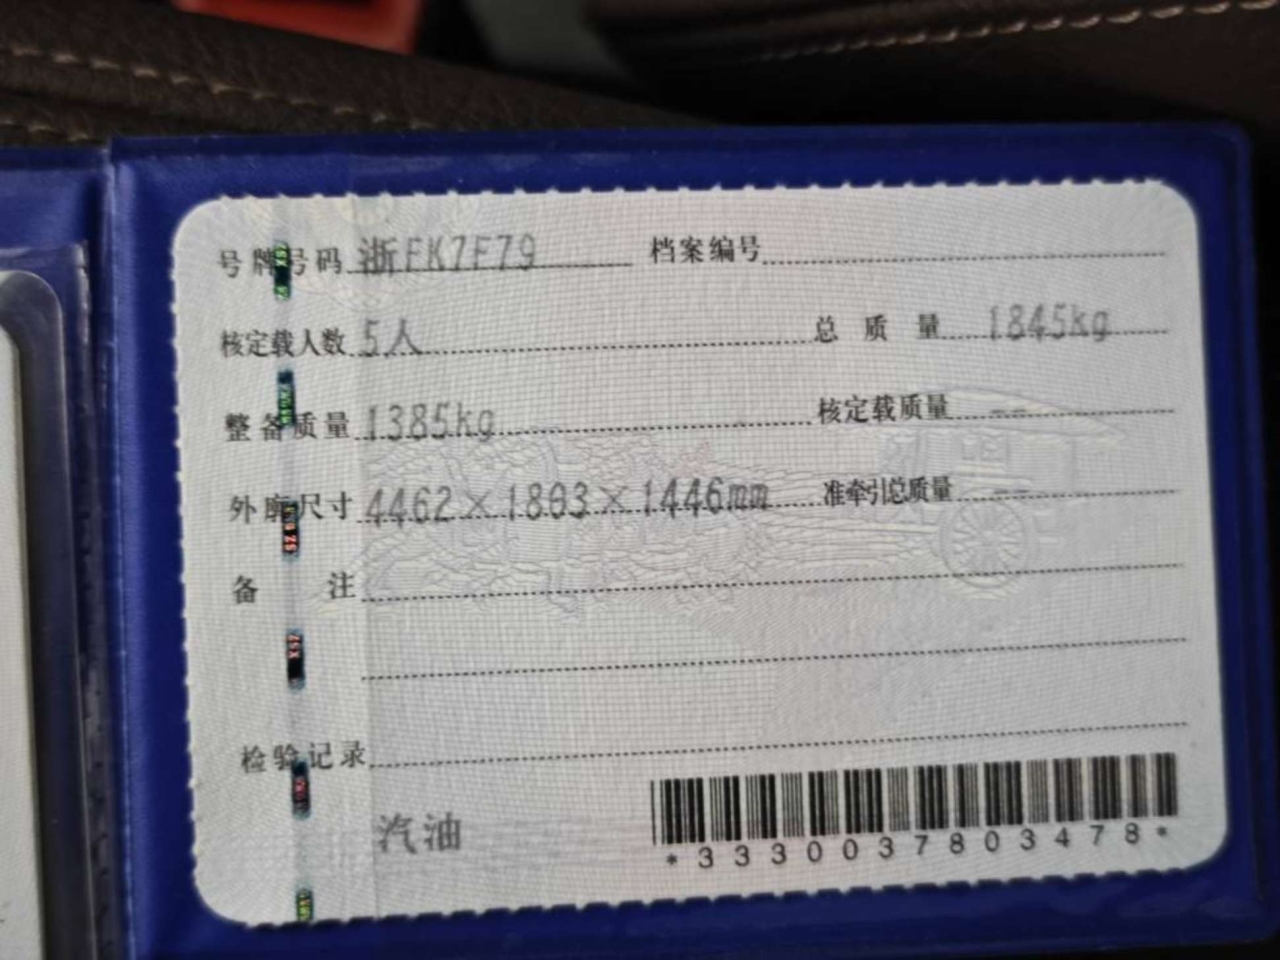 号牌号码 浙FK7F79 档案编号
核定载人数 5人 总质量 1845kg
整备质量 1385kg 核定载质量 --
外廓尺寸 4462×1803×1446mm 准牵引总质量 --
备注
检验记录
汽油
*3330037803478*